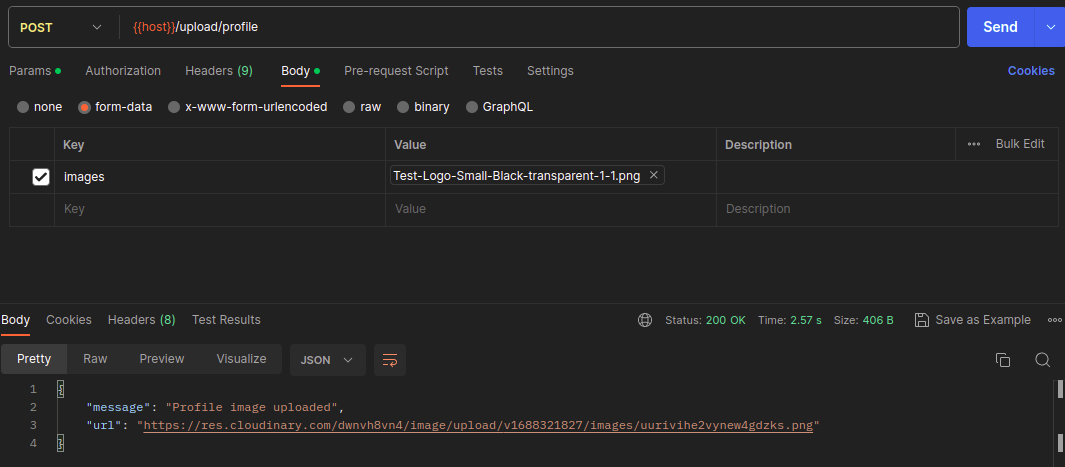 POST {{host}}/upload/profile Send
Params Authorization Headers (9) Body Pre-request Script Tests Settings Cookies
none form-data x-www-form-urlencoded raw binary GraphQL
Key Value Description ••• Bulk Edit
images Test-Logo-Small-Black-transparent-1-1.png ×
Key Value Description
Body Cookies Headers (8) Test Results Status: 200 OK Time: 2.57 s Size: 406 B Save as Example
Pretty Raw Preview Visualize JSON
1 {
2 "message": "Profile image uploaded",
3 "url": "https://res.cloudinary.com/dwnvh8vn4/image/upload/v1688321827/images/uurivihe2vynew4gdzks.png"
4 }